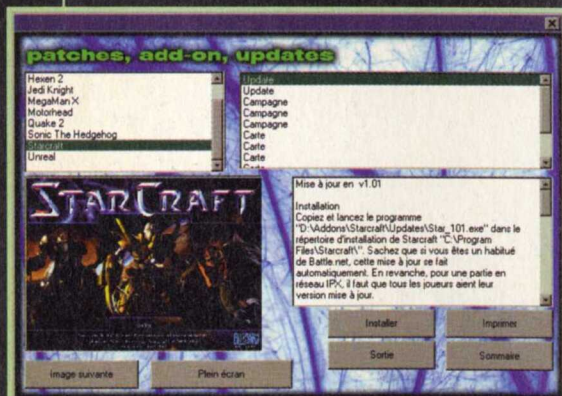 patches, add-on, updates
Hexen 2
Jedi Knight
MegaMan X
Motorhead
Quake 2
Sonic The Hedgehog
Starcraft
Unreal
Update
Update
Campagne
Campagne
Campagne
Carte
Carte
Carte
Carte
STARCRAFT
Mise à jour en v1.01
Installation
Copiez et lancez le programme
"D:\Addons\Starcraft\Updates\Star_101.exe" dans le
répertoire d'installation de Starcraft "C:\Program
Files\Starcraft\". Sachez que si vous êtes un habitué
de Battle.net, cette mise à jour se fait
automatiquement. En revanche, pour une partie en
réseau IPX, il faut que tous les joueurs aient leur
version mise à jour.
Installer
Imprimer
Sortie
Sommaire
Image suivante
Plein écran